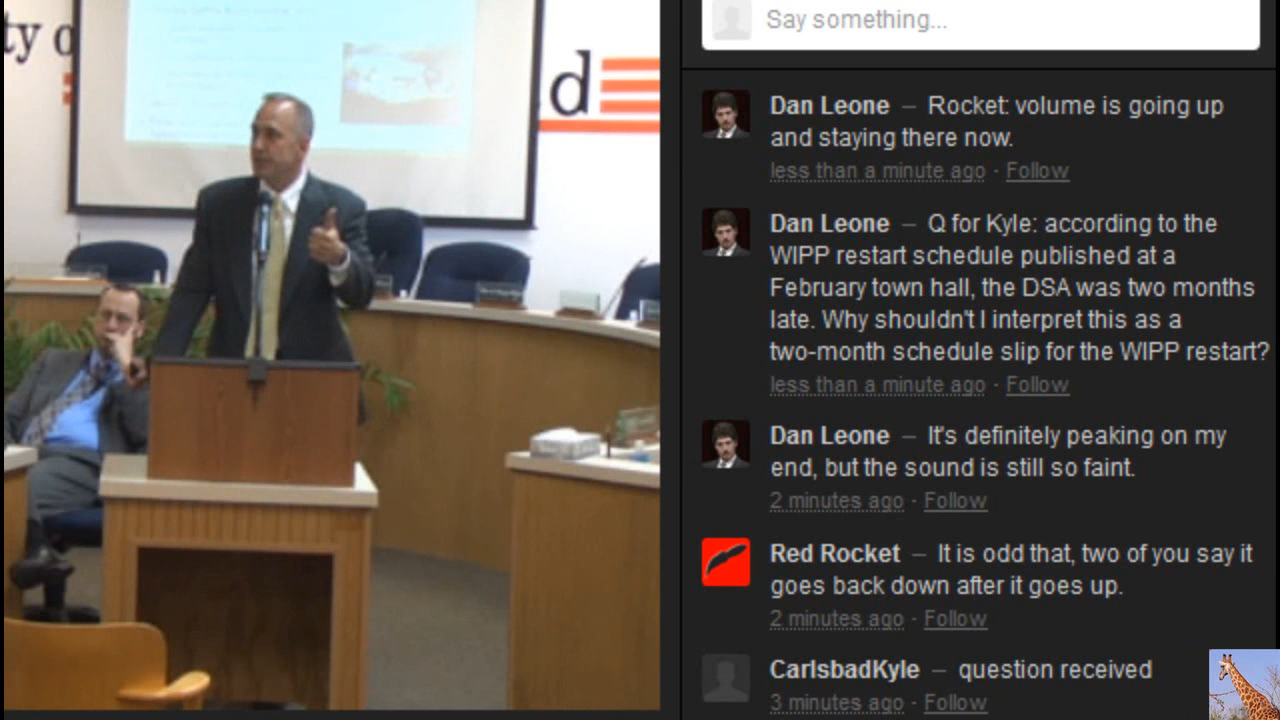 ty o
d
Say something...
Dan Leone – Rocket: volume is going up
and staying there now.
less than a minute ago · Follow
Dan Leone – Q for Kyle: according to the
WIPP restart schedule published at a
February town hall, the DSA was two months
late. Why shouldn't I interpret this as a
two-month schedule slip for the WIPP restart?
less than a minute ago · Follow
Dan Leone – It's definitely peaking on my
end, but the sound is still so faint.
2 minutes ago · Follow
Red Rocket – It is odd that, two of you say it
goes back down after it goes up.
2 minutes ago · Follow
CarlsbadKyle – question received
3 minutes ago · Follow